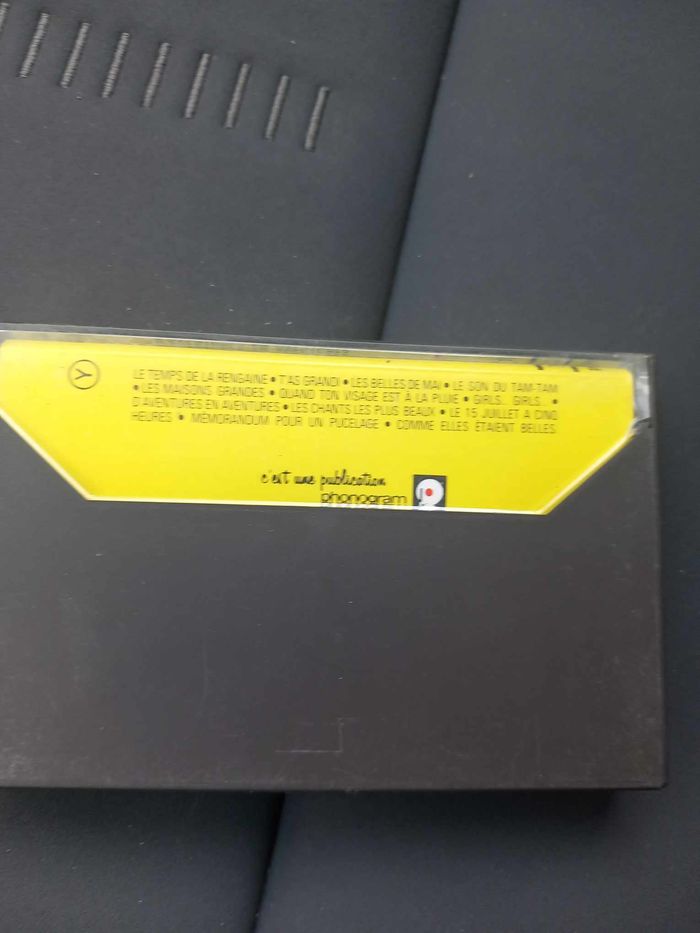 Y
LE TEMPS DE LA RENGAINE • T'AS GRANDI • LES BELLES DE MAI • LE SON DU TAM-TAM
• LES MAISONS GRANDES • QUAND TON VISAGE EST À LA PLUIE • GIRLS... GIRLS... •
D'AVENTURES EN AVENTURES • LES CHANTS LES PLUS BEAUX • LE 15 JUILLET A CINQ
HEURES • MEMORANDUM POUR UN PUCELAGE • COMME ELLES ÉTAIENT BELLES
c'est une publication
phonogram